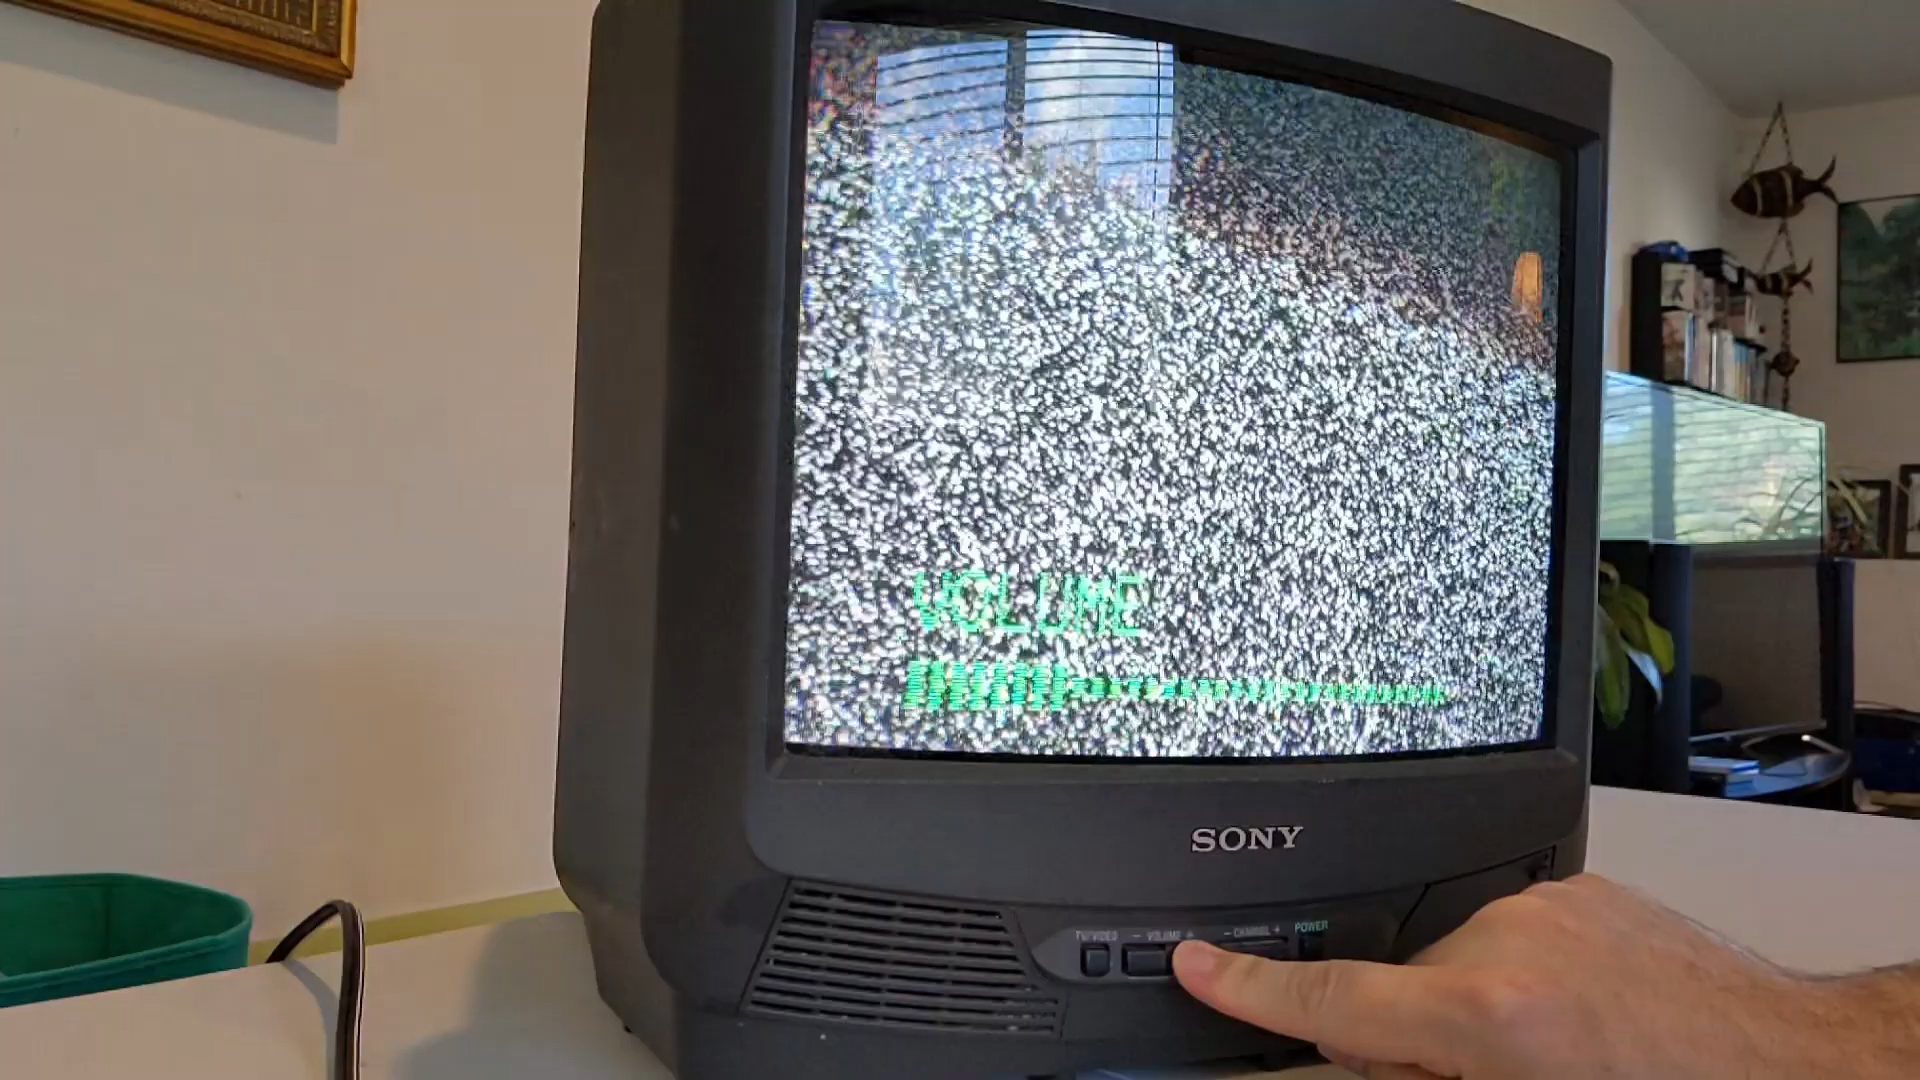 VOLUME
SONY
TV/VIDEO − VOLUME + − CHANNEL + POWER